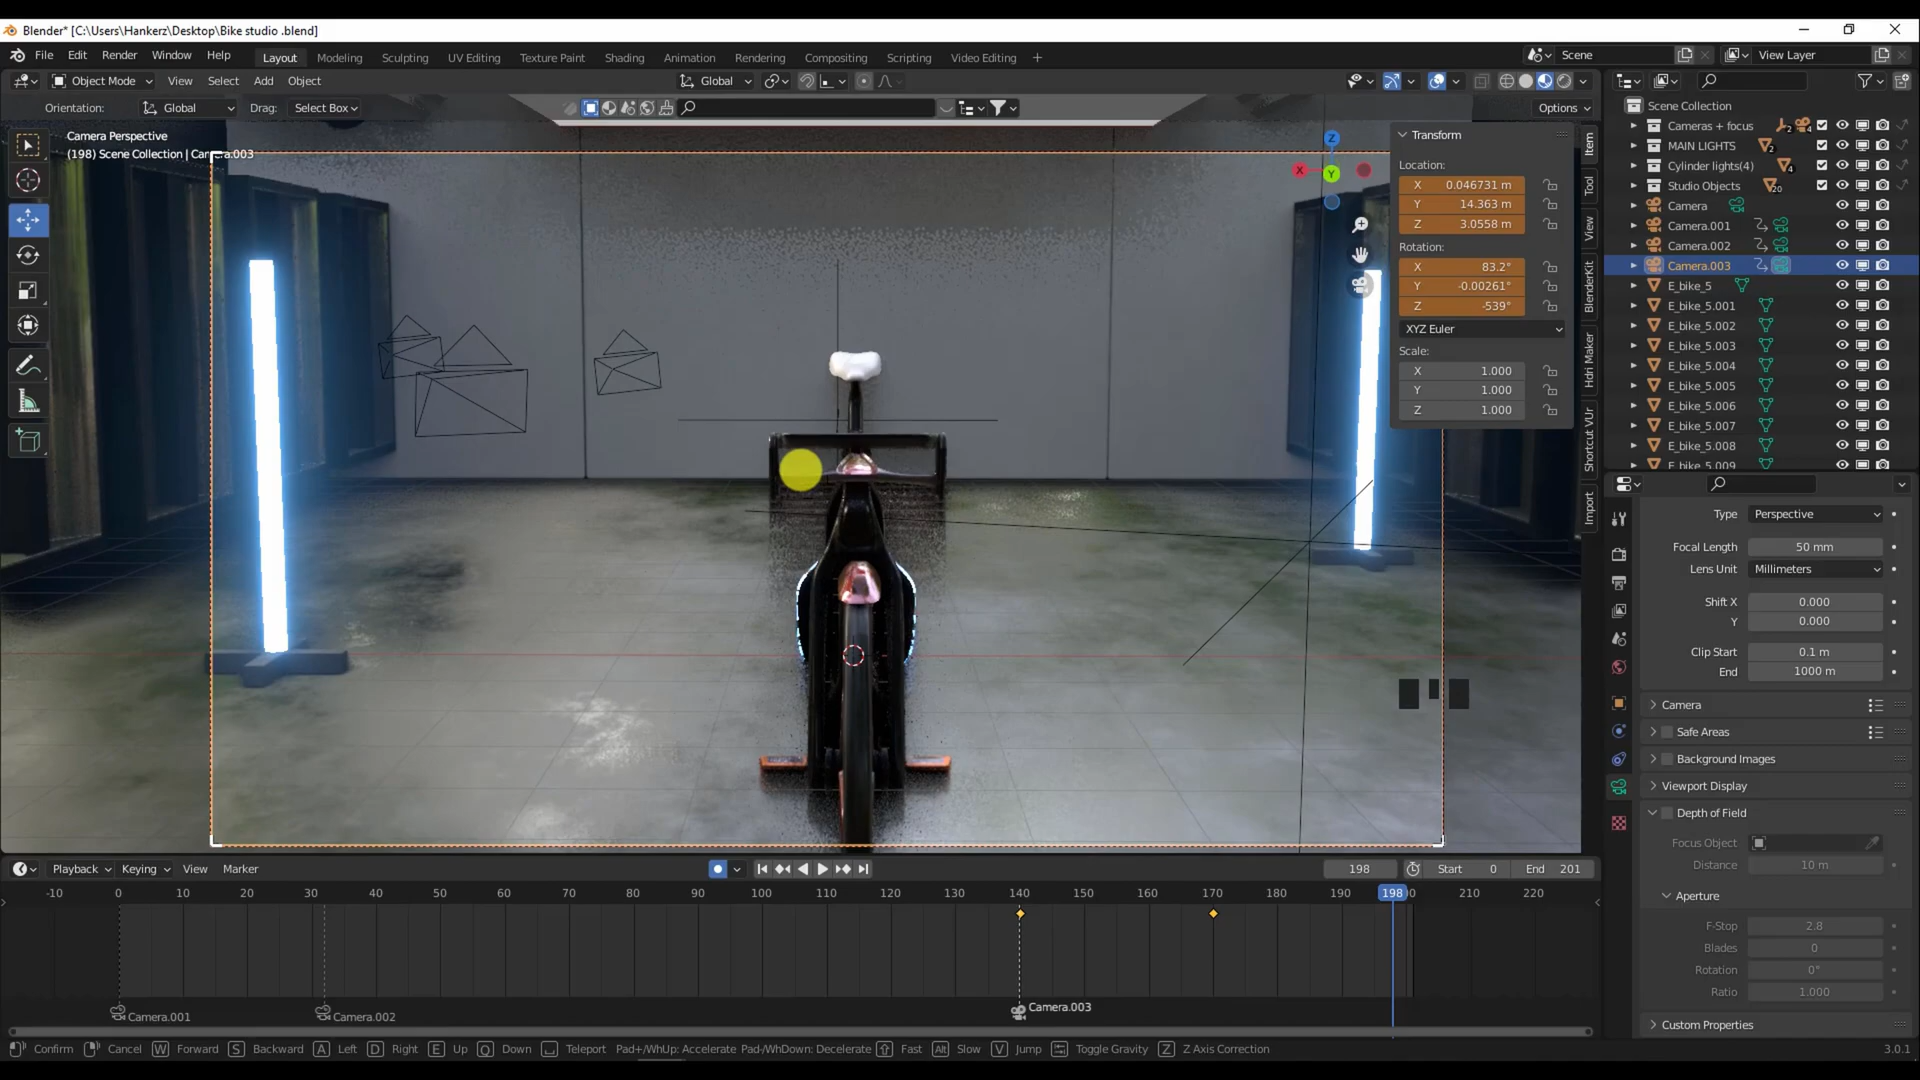 Blender* [C:\Users\Hankerz\Desktop\Bike studio .blend]
File Edit Render Window Help Layout Modeling Sculpting UV Editing Texture Paint Shading Animation Rendering Compositing Scripting Video Editing + Scene View Layer
Object Mode View Select Add Object Global
Orientation: Global Drag: Select Box Options
Camera Perspective
(198) Scene Collection | Camera.003
Z
X
Y
Transform
Location:
X 0.046731 m
Y 14.363 m
Z 3.0558 m
Rotation:
X 83.2°
Y -0.00261°
Z -539°
XYZ Euler
Scale:
X 1.000
Y 1.000
Z 1.000
Item
Tool
View
BlenderKit
Hdri Maker
Shortcut VUr
Import
Scene Collection
Cameras + focus 2 4
MAIN LIGHTS 2
Cylinder lights(4) 4
Studio Objects 20
Camera
Camera.001
Camera.002
Camera.003
E_bike_5
E_bike_5.001
E_bike_5.002
E_bike_5.003
E_bike_5.004
E_bike_5.005
E_bike_5.006
E_bike_5.007
E_bike_5.008
E_bike_5.009
Type Perspective
Focal Length 50 mm
Lens Unit Millimeters
Shift X 0.000
Y 0.000
Clip Start 0.1 m
End 1000 m
Camera
Safe Areas
Background Images
Viewport Display
Depth of Field
Focus Object
Distance 10 m
Aperture
F-Stop 2.8
Blades 0
Rotation 0°
Ratio 1.000
Custom Properties
Playback Keying View Marker 198 Start 0 End 201
-10 0 10 20 30 40 50 60 70 80 90 100 110 120 130 140 150 160 170 180 190 198 210 220
Camera.001 Camera.002 Camera.003
Confirm Cancel W Forward S Backward A Left D Right E Up Q Down Teleport Pad+/WhUp: Accelerate Pad-/WhDown: Decelerate Fast Alt Slow V Jump Toggle Gravity Z Z Axis Correction 3.0.1